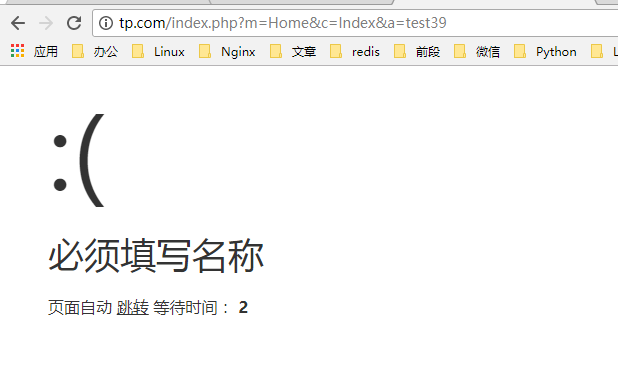 tp.com/index.php?m=Home&c=Index&a=test39
应用 办公 Linux Nginx 文章 redis 前段 微信 Python L
:(
必须填写名称
页面自动 跳转 等待时间： 2